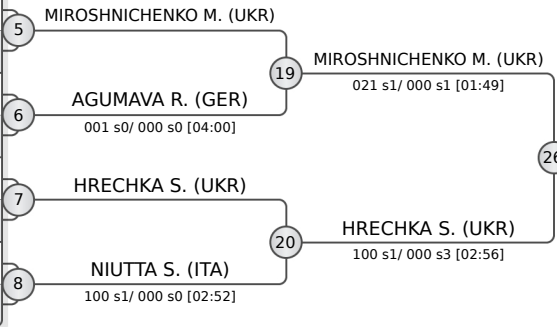 MIROSHNICHENKO M. (UKR)
5
19
MIROSHNICHENKO M. (UKR)
021 s1/ 000 s1 [01:49]
AGUMAVA R. (GER)
6
001 s0/ 000 s0 [04:00]
26
HRECHKA S. (UKR)
7
20
HRECHKA S. (UKR)
100 s1/ 000 s3 [02:56]
NIUTTA S. (ITA)
8
100 s1/ 000 s0 [02:52]